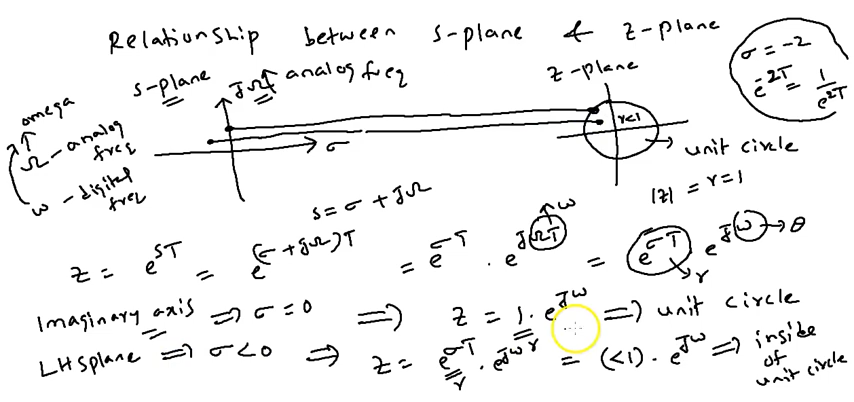 Relationship between s-plane & z-plane
s-plane
jΩ
analog freq
z-plane
σ = -2
e^-2T = 1/e^2T
omega
Ω - analog freq
ω - digital freq
σ
r<1
unit circle
|z| = r = 1
s = σ + jΩ
z = e^sT = e^(σ+jΩ)T = e^σT . e^jΩT = e^σT e^jω → θ
ω
r
Imaginary axis ⇒ σ = 0 ⇒ z = 1 . e^jω ⇒ unit circle
r
LHSplane ⇒ σ < 0 ⇒ z = e^σT . e^jω = (<1) . e^jω ⇒ inside of unit circle
r